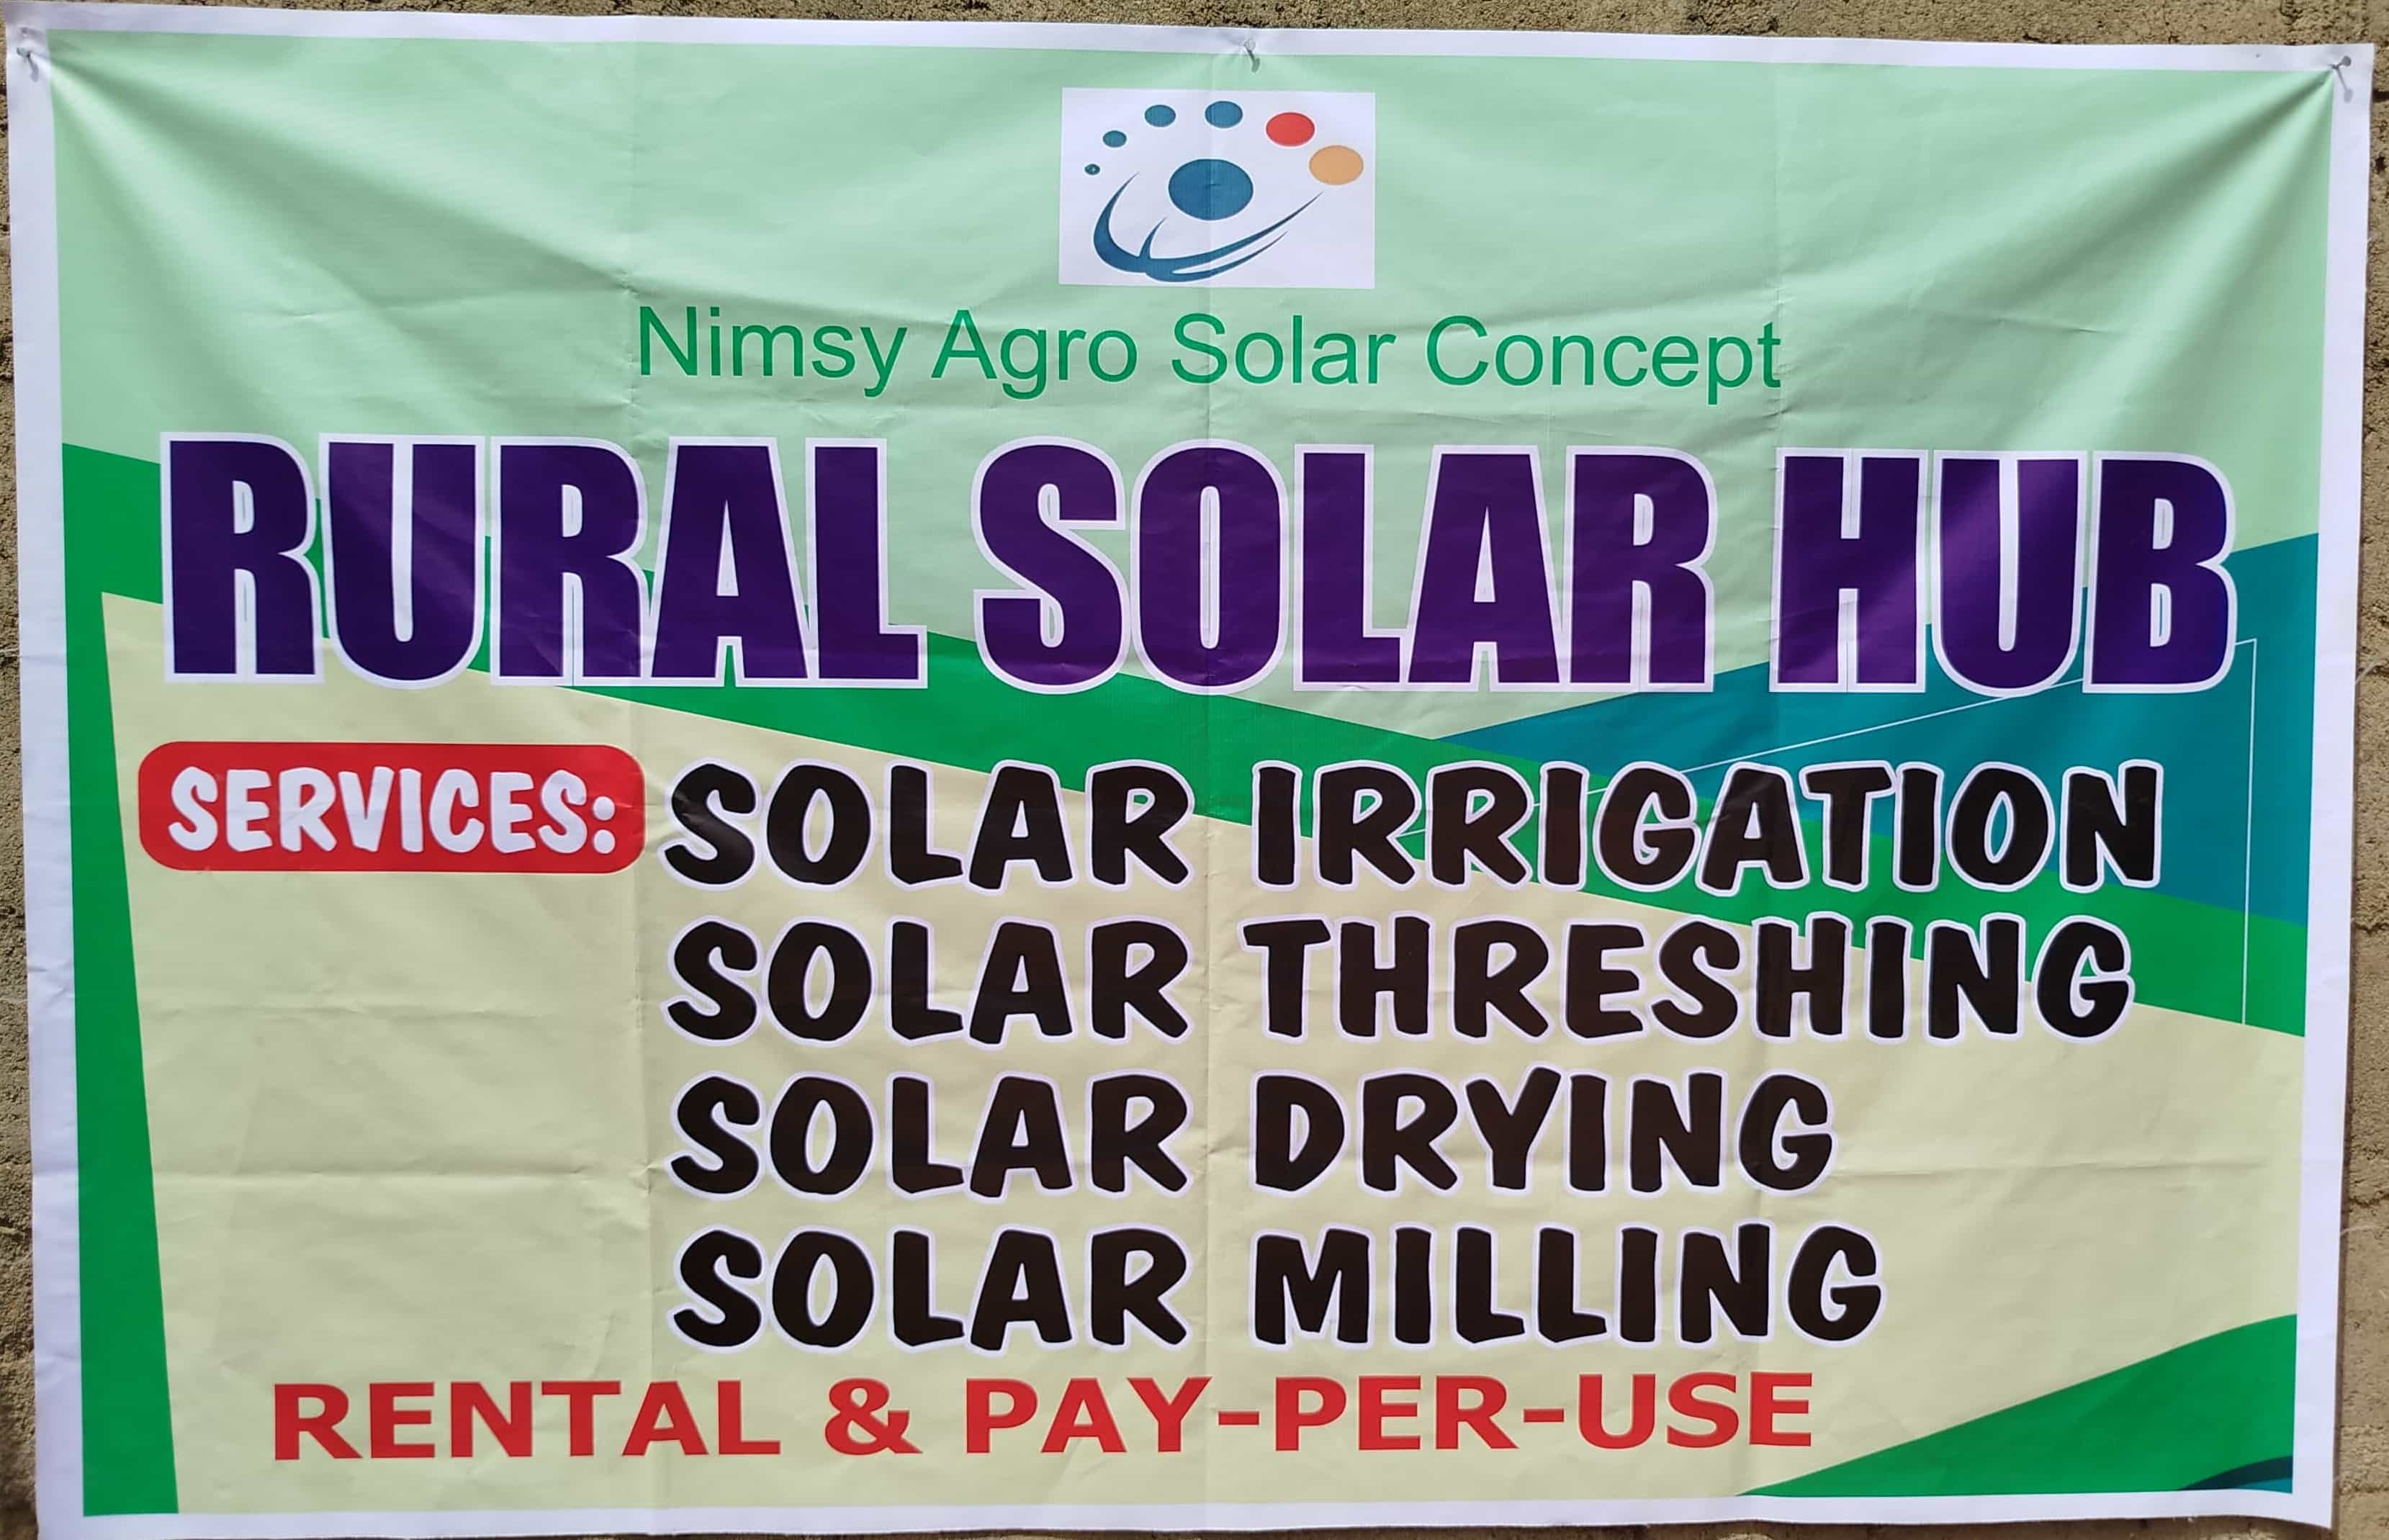 Nimsy Agro Solar Concept
RURAL SOLAR HUB
SERVICES: SOLAR IRRIGATION
SOLAR THRESHING
SOLAR DRYING
SOLAR MILLING
RENTAL & PAY-PER-USE